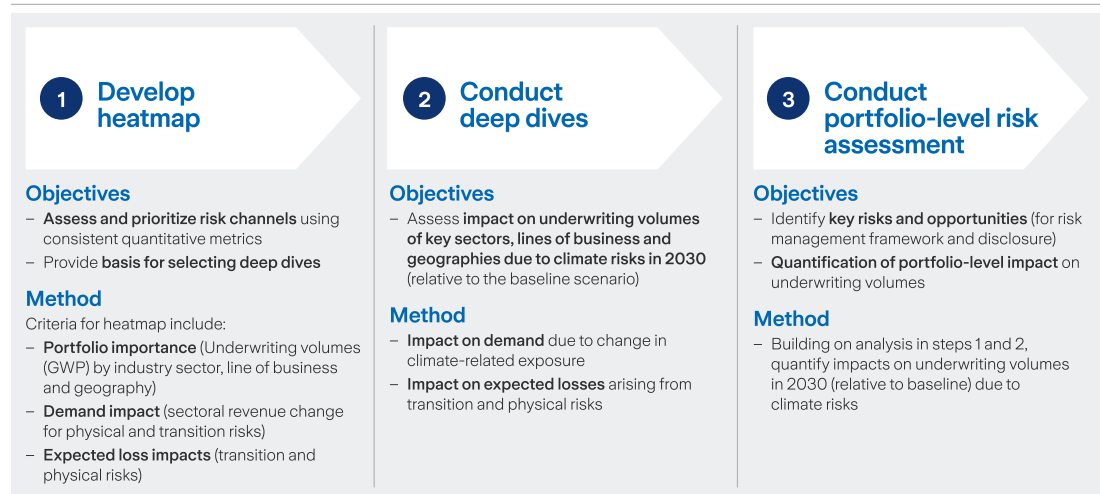 1
Develop
heatmap
Objectives
– Assess and prioritize risk channels using
consistent quantitative metrics
– Provide basis for selecting deep dives
Method
Criteria for heatmap include:
– Portfolio importance (Underwriting volumes
(GWP) by industry sector, line of business
and geography)
– Demand impact (sectoral revenue change
for physical and transition risks)
– Expected loss impacts (transition and
physical risks)
2
Conduct
deep dives
Objectives
– Assess impact on underwriting volumes
of key sectors, lines of business and
geographies due to climate risks in 2030
(relative to the baseline scenario)
Method
– Impact on demand due to change in
climate-related exposure
– Impact on expected losses arising from
transition and physical risks
3
Conduct
portfolio-level risk
assessment
Objectives
– Identify key risks and opportunities (for risk
management framework and disclosure)
– Quantification of portfolio-level impact on
underwriting volumes
Method
– Building on analysis in steps 1 and 2,
quantify impacts on underwriting volumes
in 2030 (relative to baseline) due to
climate risks